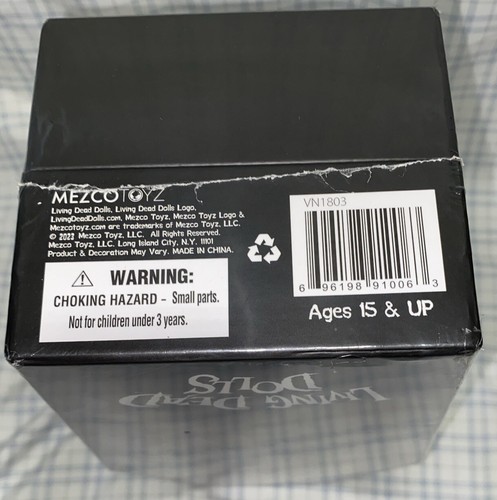 MEZCOTOYZ
Living Dead Dolls, Living Dead Dolls Logo,
LivingDeadDolls.com, Mezco Toyz, Mezco Toyz Logo &
Mezcotoyz.com are trademarks of Mezco Toyz, LLC.
© 2022 Mezco Toyz, LLC. All Rights Reserved.
Mezco Toyz, LLC. Long Island City, N.Y. 11101
Product & Decoration May Vary. MADE IN CHINA.
WARNING:
CHOKING HAZARD - Small parts.
Not for children under 3 years.
VN1803
6 96198 91006 3
Ages 15 & UP
LIVING DEAD
DOLLS